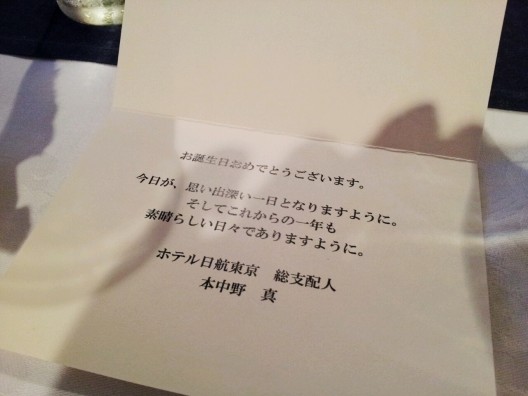 お誕生日おめでとうございます。
今日が、思い出深い一日となりますように。
そしてこれからの一年も
素晴らしい日々でありますように。
ホテル日航東京　総支配人
本中野　真